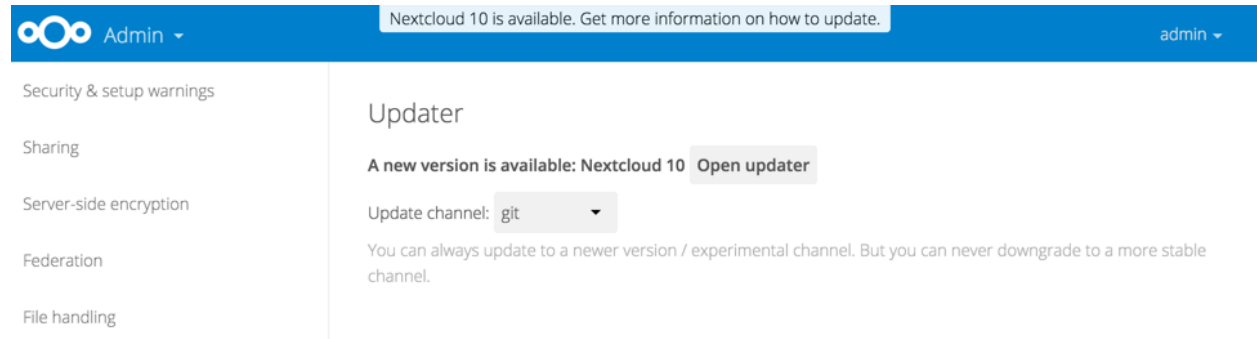 Nextcloud 10 is available. Get more information on how to update.
Admin
admin
Security & setup warnings
Sharing
Server-side encryption
Federation
File handling
Updater
A new version is available: Nextcloud 10 Open updater
Update channel: git
You can always update to a newer version / experimental channel. But you can never downgrade to a more stable
channel.